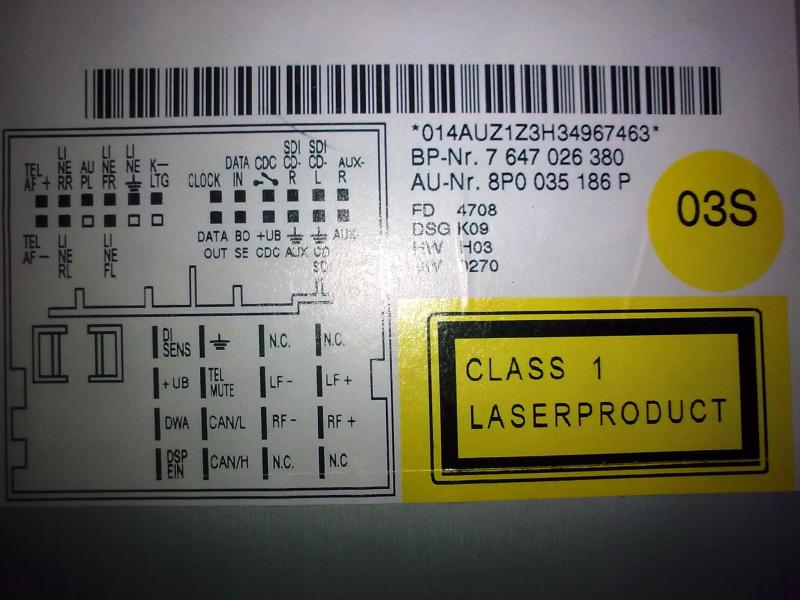 *014AUZ1Z3H34967463*
BP-Nr. 7 647 026 380
AU-Nr. 8P0 035 186 P
FD 4708
DSG K09
HW H03
0270
03S
CLASS 1
LASERPRODUCT
TEL AF +
LI NE RR
AU PL
LI NE FR
LI NE
K- LTG
CLOCK
DATA IN
CDC
SDI CD- R
SDI CD- L
AUX- R
TEL AF -
LI NE RL
LI NE FL
DATA OUT
BO SE
+UB CDC
AUX
CD
AUX-
DI SENS
N.C.
N.C.
+UB
TEL MUTE
LF -
LF +
DWA
CAN/L
RF -
RF +
DSP EIN
CAN/H
N.C.
N.C